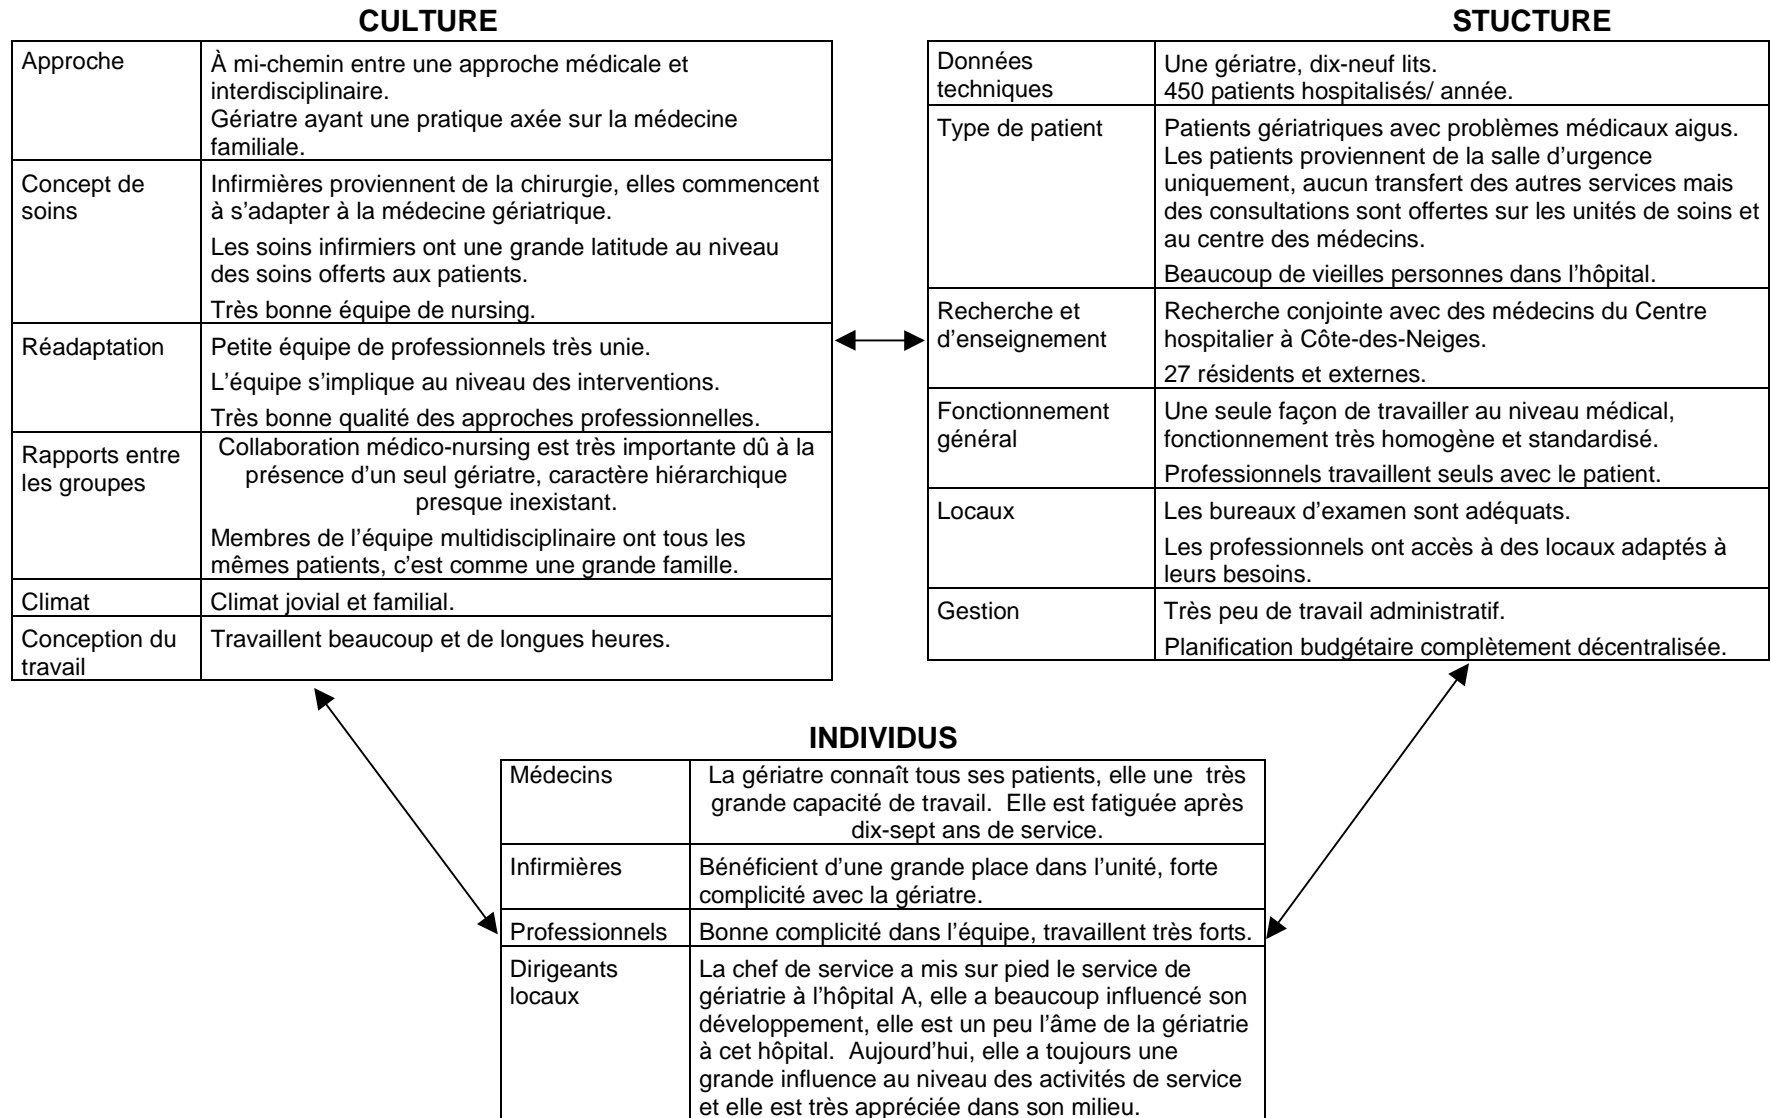 CULTURE
Approche
À mi-chemin entre une approche médicale et
interdisciplinaire.
Gériatre ayant une pratique axée sur la médecine
familiale.
Concept de
soins
Infirmières proviennent de la chirurgie, elles commencent
à s'adapter à la médecine gériatrique.
Les soins infirmiers ont une grande latitude au niveau
des soins offerts aux patients.
Très bonne équipe de nursing.
Réadaptation
Petite équipe de professionnels très unie.
L'équipe s'implique au niveau des interventions.
Très bonne qualité des approches professionnelles.
Rapports entre
les groupes
Collaboration médico-nursing est très importante dû à la
présence d'un seul gériatre, caractère hiérarchique
presque inexistant.
Membres de l'équipe multidisciplinaire ont tous les
mêmes patients, c'est comme une grande famille.
Climat
Climat jovial et familial.
Conception du
travail
Travaillent beaucoup et de longues heures.
STUCTURE
Données
techniques
Une gériatre, dix-neuf lits.
450 patients hospitalisés/ année.
Type de patient
Patients gériatriques avec problèmes médicaux aigus.
Les patients proviennent de la salle d'urgence
uniquement, aucun transfert des autres services mais
des consultations sont offertes sur les unités de soins et
au centre des médecins.
Beaucoup de vieilles personnes dans l'hôpital.
Recherche et
d'enseignement
Recherche conjointe avec des médecins du Centre
hospitalier à Côte-des-Neiges.
27 résidents et externes.
Fonctionnement
général
Une seule façon de travailler au niveau médical,
fonctionnement très homogène et standardisé.
Professionnels travaillent seuls avec le patient.
Locaux
Les bureaux d'examen sont adéquats.
Les professionnels ont accès à des locaux adaptés à
leurs besoins.
Gestion
Très peu de travail administratif.
Planification budgétaire complètement décentralisée.
INDIVIDUS
Médecins
La gériatre connaît tous ses patients, elle une  très
grande capacité de travail.  Elle est fatiguée après
dix-sept ans de service.
Infirmières
Bénéficient d'une grande place dans l'unité, forte
complicité avec la gériatre.
Professionnels
Bonne complicité dans l'équipe, travaillent très forts.
Dirigeants
locaux
La chef de service a mis sur pied le service de
gériatrie à l'hôpital A, elle a beaucoup influencé son
développement, elle est un peu l'âme de la gériatrie
à cet hôpital.  Aujourd'hui, elle a toujours une
grande influence au niveau des activités de service
et elle est très appréciée dans son milieu.